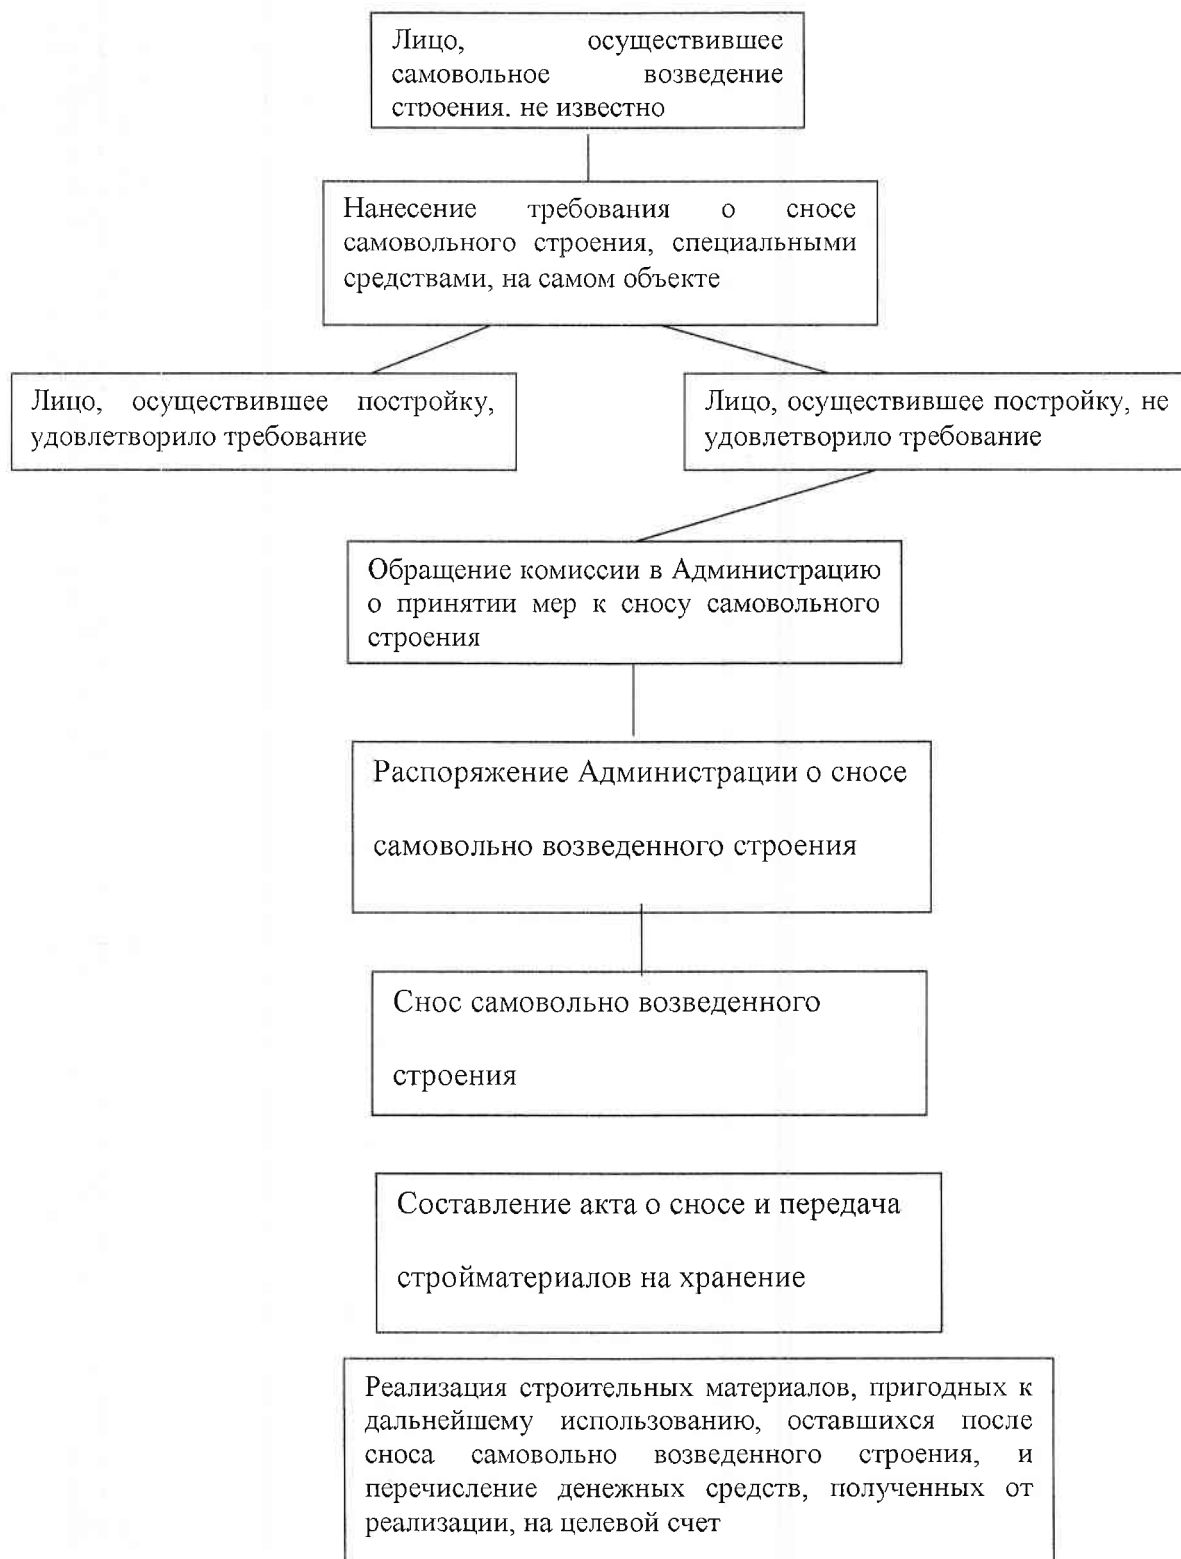 Лицо, осуществившее
самовольное возведение
строения, не известно
Нанесение требования о сносе
самовольного строения, специальными
средствами, на самом объекте
Лицо, осуществившее постройку,
удовлетворило требование
Лицо, осуществившее постройку, не
удовлетворило требование
Обращение комиссии в Администрацию
о принятии мер к сносу самовольного
строения
Распоряжение Администрации о сносе
самовольно возведенного строения
Снос самовольно возведенного
строения
Составление акта о сносе и передача
стройматериалов на хранение
Реализация строительных материалов, пригодных к
дальнейшему использованию, оставшихся после
сноса самовольно возведенного строения, и
перечисление денежных средств, полученных от
реализации, на целевой счет